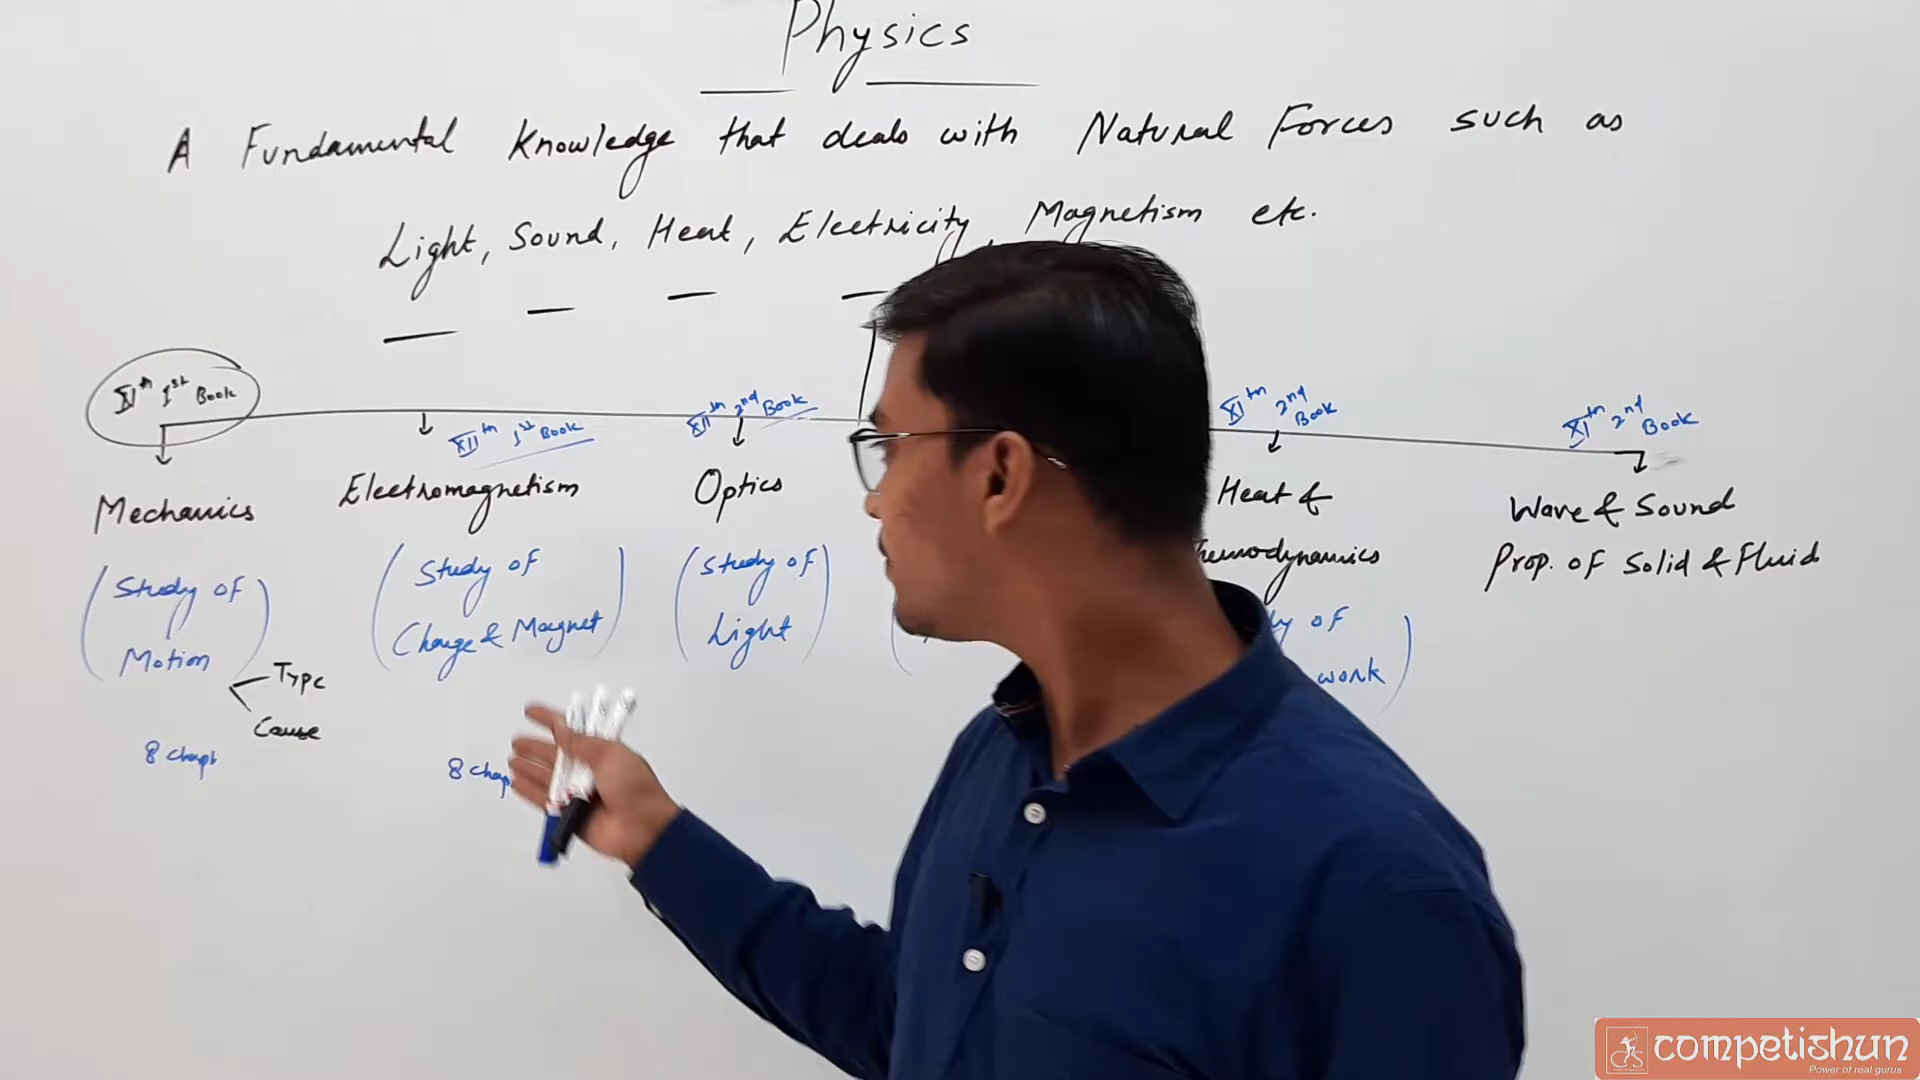 Physics
A Fundamental Knowledge that deals with Natural Forces such as
Light, Sound, Heat, Electricity, Magnetism etc.
XIth 1st Book
XIIth 1st Book
XIIth 2nd Book
XIth 2nd Book
XIth 2nd Book
Mechanics
Electromagnetism
Optics
Heat &
Wave & Sound
Prop. of Solid & Fluid
(Study of
Motion)
Type
Cause
(Study of
Charge & Magnet)
(Study of
Light)
of
work)
8 chapt
8 chap
competishun
Power of real gurus